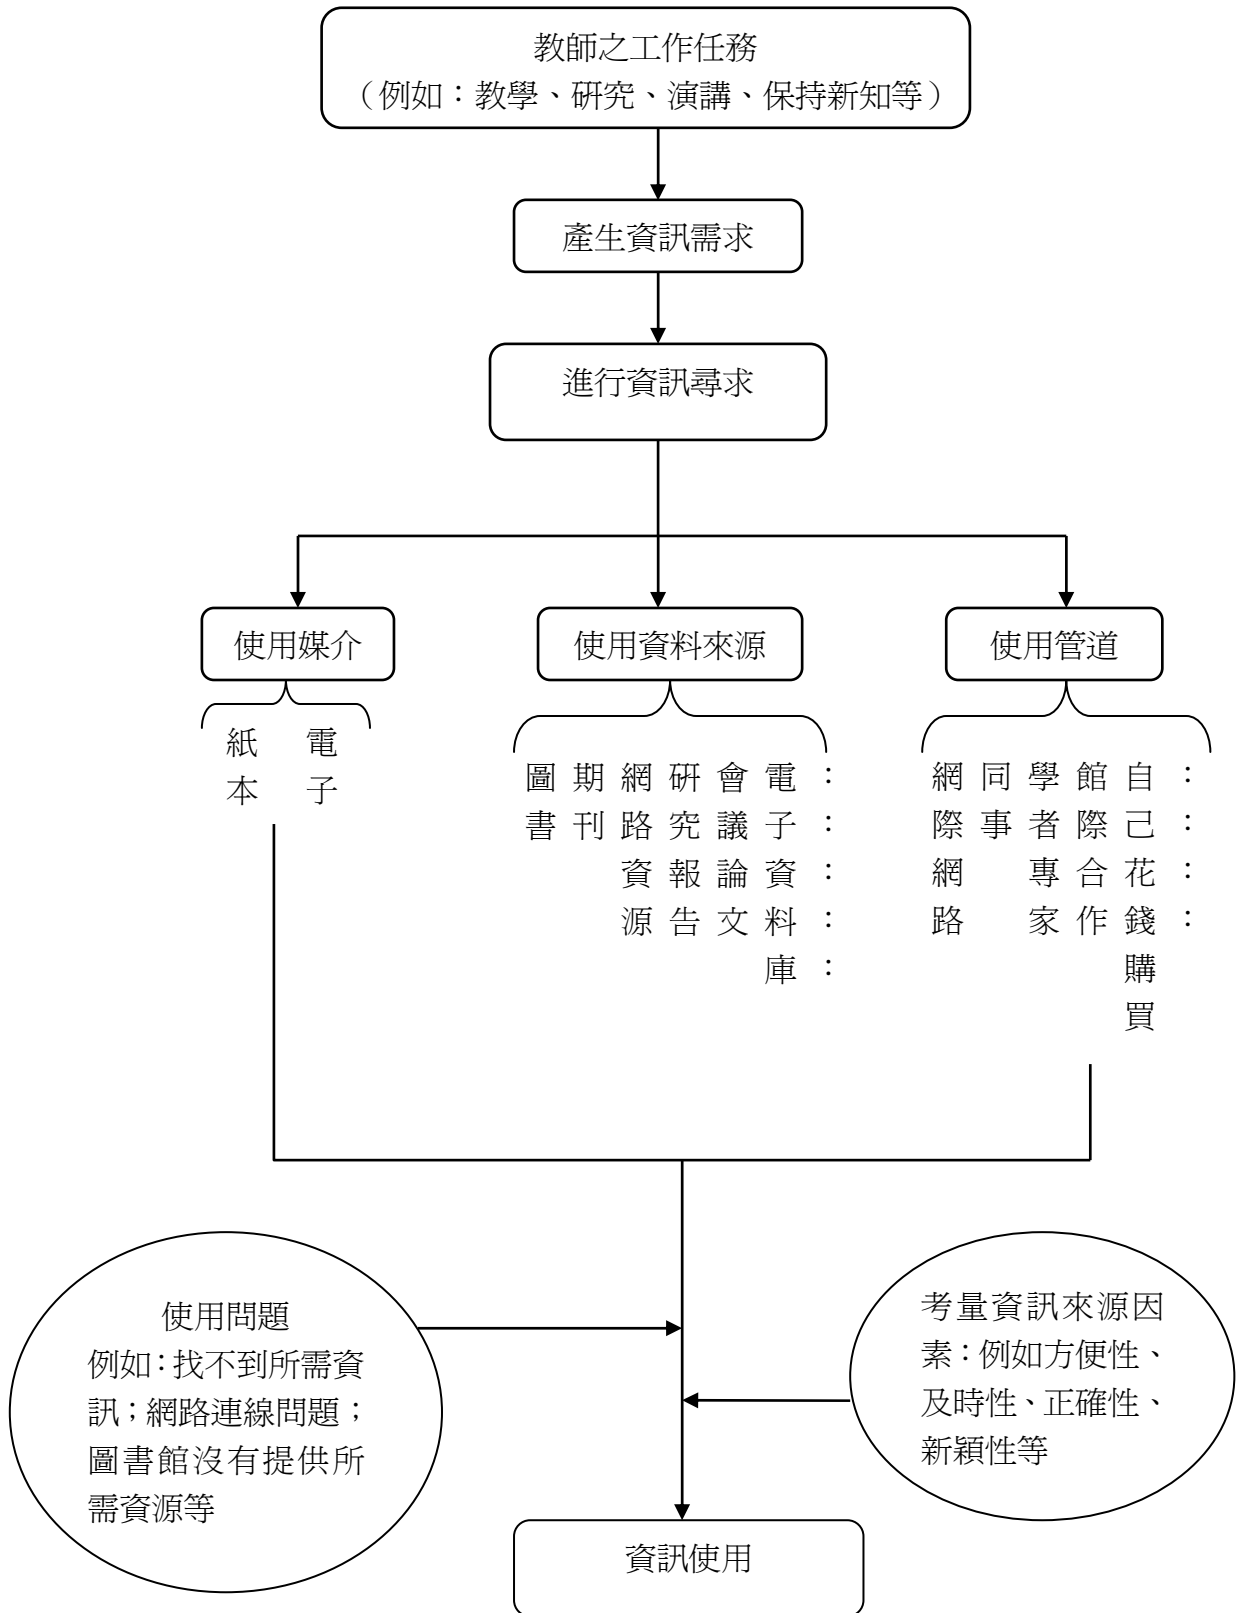 教師之工作任務
（例如：教學、研究、演講、保持新知等）
產生資訊需求
進行資訊尋求
使用媒介
使用資料來源
使用管道
紙本
電子
圖書
期刊
網路資源
研究報告
會議論文
電子資料庫
：：：：：
網際網路
同事
學者專家
館際合作
自己花錢購買
：：：：
使用問題
例如：找不到所需資
訊；網路連線問題；
圖書館沒有提供所
需資源等
考量資訊來源因
素：例如方便性、
及時性、正確性、
新穎性等
資訊使用